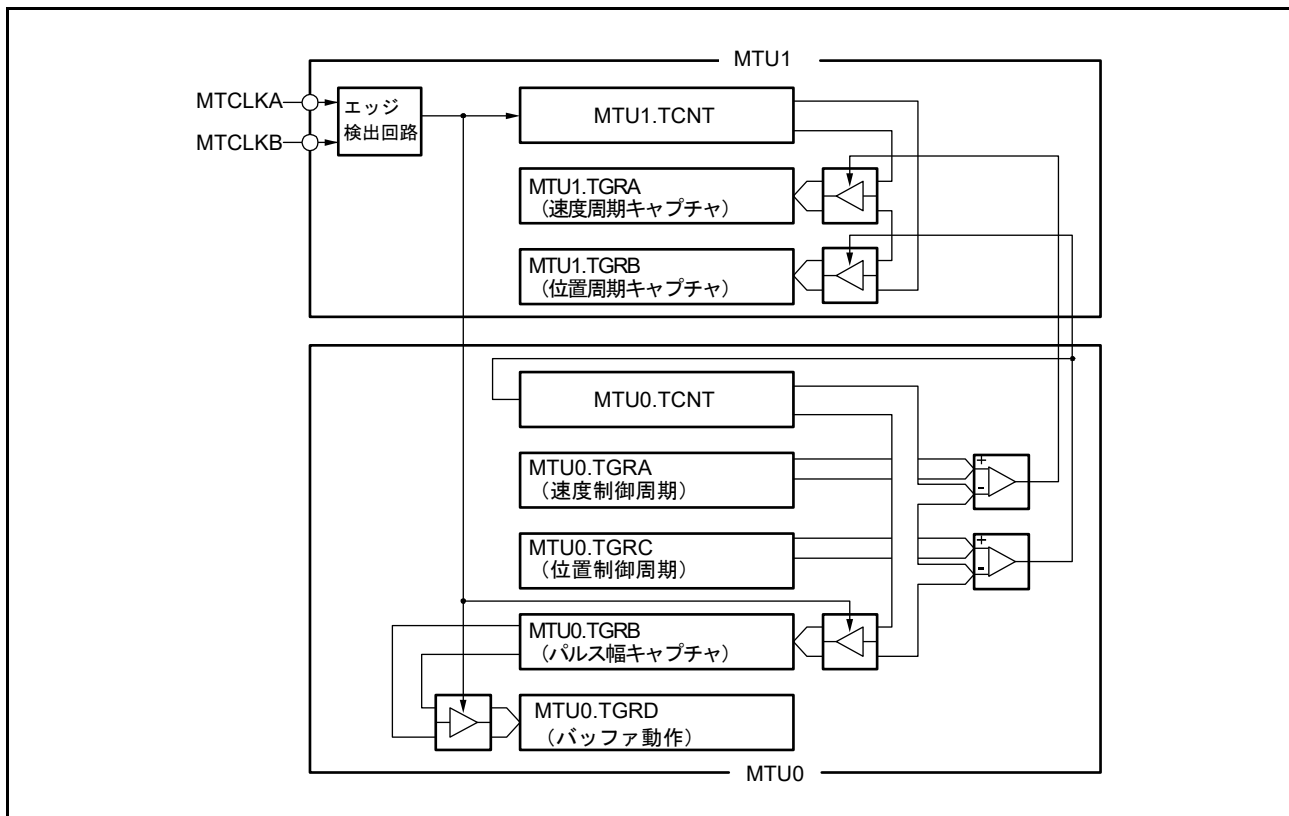 MTU1
MTCLKA
MTCLKB
エッジ
検出回路
MTU1.TCNT
MTU1.TGRA
（速度周期キャプチャ）
MTU1.TGRB
（位置周期キャプチャ）
MTU0.TCNT
MTU0.TGRA
（速度制御周期）
+
-
MTU0.TGRC
（位置制御周期）
+
-
MTU0.TGRB
（パルス幅キャプチャ）
MTU0.TGRD
（バッファ動作）
MTU0